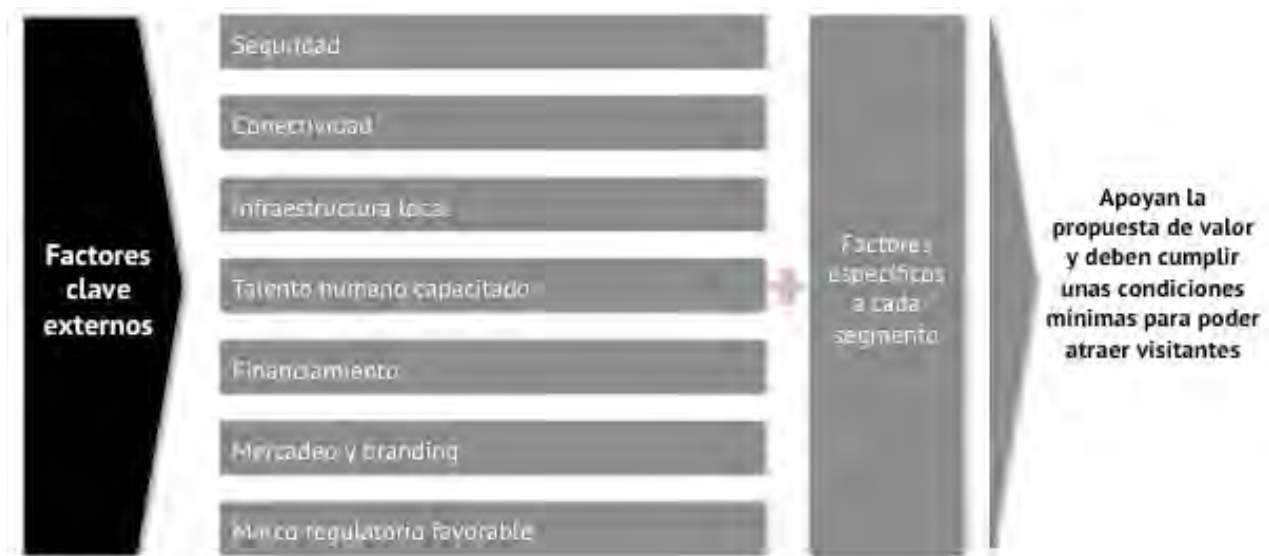 Factores
clave
externos
Seguridad
Conectividad
Infraestructura local
Talento humano capacitado
Financiamiento
Mercadeo y branding
Marco regulatorio favorable
Factores
específicos
a cada
segmento
Apoyan la
propuesta de valor
y deben cumplir
unas condiciones
mínimas para poder
atraer visitantes